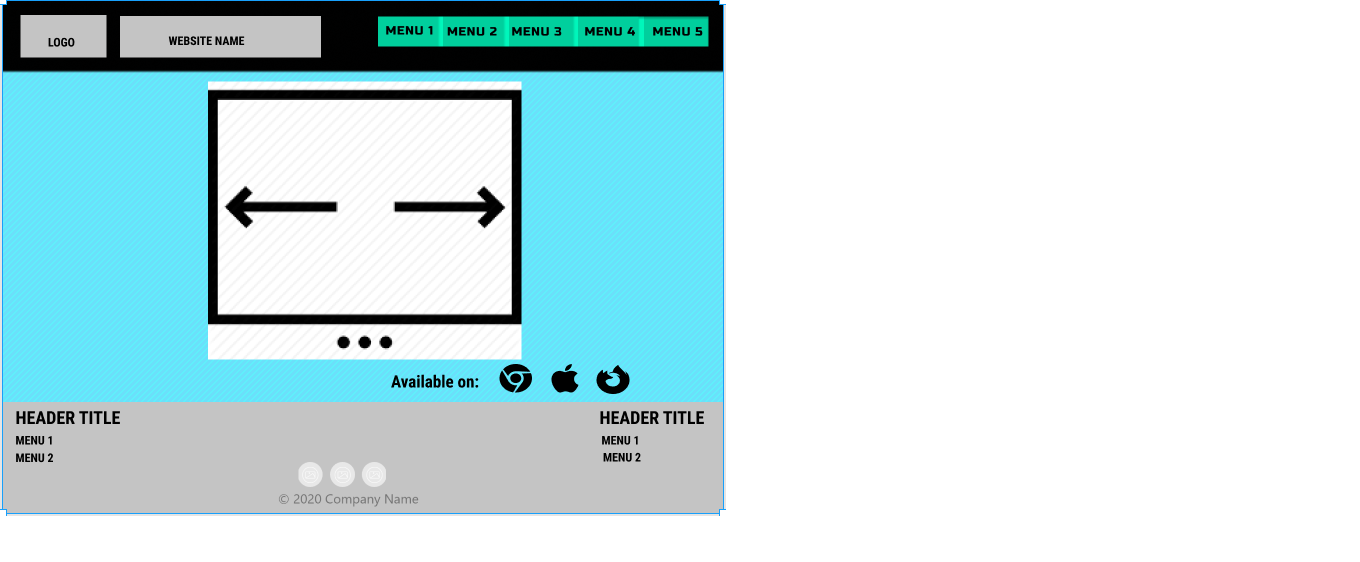 LOGO
WEBSITE NAME
MENU 1
MENU 2
MENU 3
MENU 4
MENU 5
Available on:
HEADER TITLE
MENU 1
MENU 2
HEADER TITLE
MENU 1
MENU 2
© 2020 Company Name